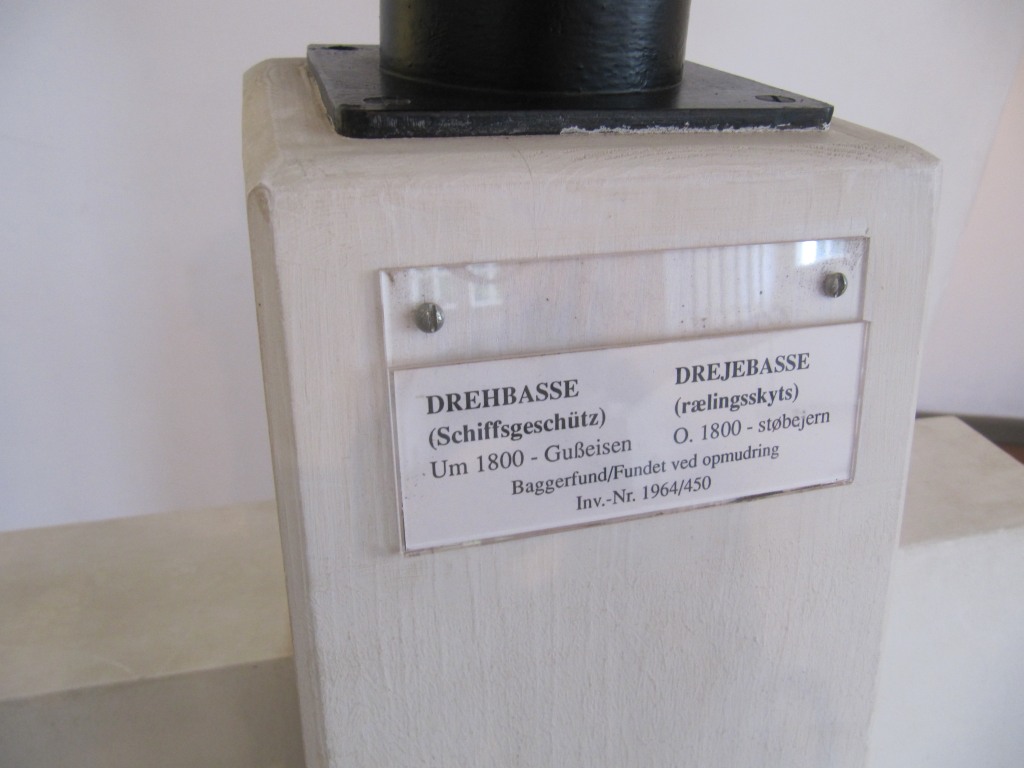 DREHBASSE
(Schiffsgeschütz)
Um 1800 - Gußeisen
DREJEBASSE
(rælingsskyts)
O. 1800 - støbejern
Baggerfund/Fundet ved opmudring
Inv.-Nr. 1964/450